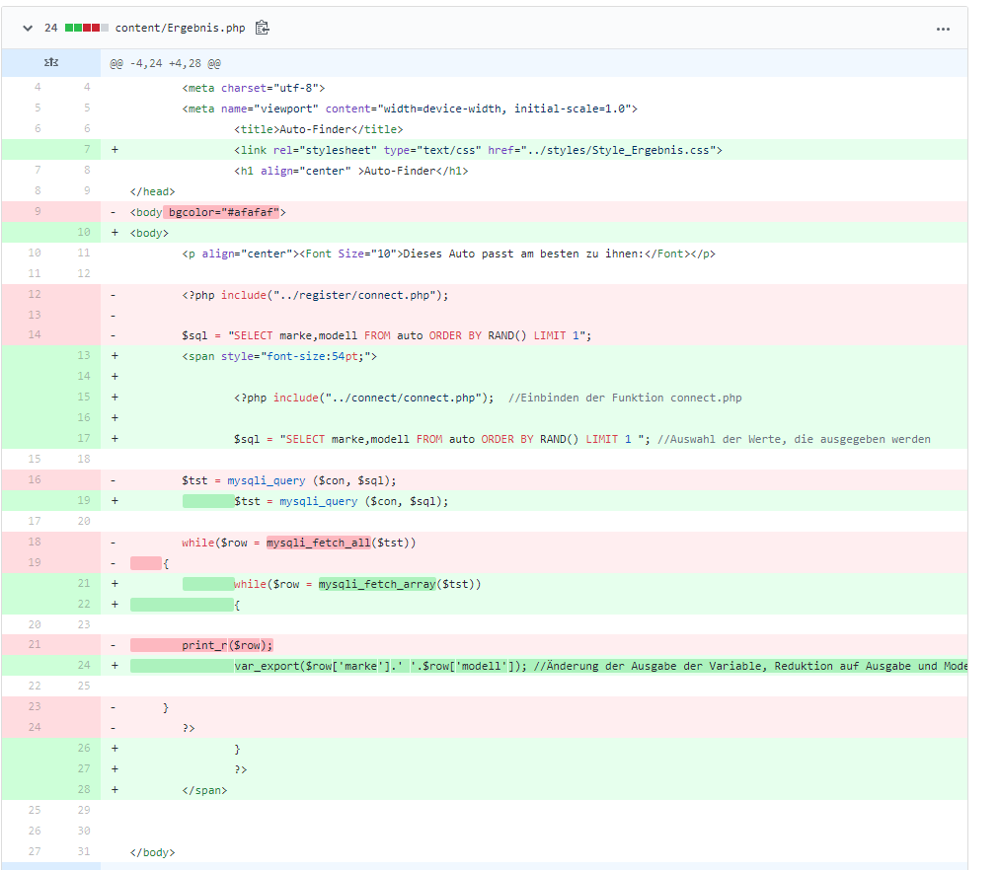 24 content/Ergebnis.php
@@ -4,24 +4,28 @@
4 4 <meta charset="utf-8">
5 5 <meta name="viewport" content="width=device-width, initial-scale=1.0">
6 6 <title>Auto-Finder</title>
7 + <link rel="stylesheet" type="text/css" href="../styles/Style_Ergebnis.css">
7 8 <h1 align="center" >Auto-Finder</h1>
8 9 </head>
9 - <body bgcolor="#afafaf">
10 + <body>
10 11 <p align="center"><Font Size="10">Dieses Auto passt am besten zu ihnen:</Font></p>
11 12
12 - <?php include("../register/connect.php");
13 -
14 - $sql = "SELECT marke,modell FROM auto ORDER BY RAND() LIMIT 1";
13 + <span style="font-size:54pt;">
14 +
15 + <?php include("../connect/connect.php"); //Einbinden der Funktion connect.php
16 +
17 + $sql = "SELECT marke,modell FROM auto ORDER BY RAND() LIMIT 1 "; //Auswahl der Werte, die ausgegeben werden
15 18
16 - $tst = mysqli_query ($con, $sql);
19 + $tst = mysqli_query ($con, $sql);
17 20
18 - while($row = mysqli_fetch_all($tst))
19 - {
21 + while($row = mysqli_fetch_array($tst))
22 + {
20 23
21 - print_r($row);
24 + var_export($row['marke'].' '.$row['modell']); //Änderung der Ausgabe der Variable, Reduktion auf Ausgabe und Mode
22 25
23 - }
24 - ?>
26 + }
27 + ?>
28 + </span>
25 29
26 30
27 31 </body>